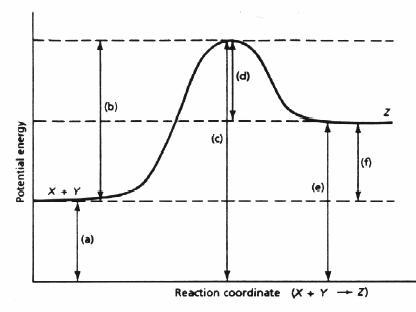 (d)
(b)
Z
(c)
Potential energy
(f)
(e)
X + Y
(a)
Reaction coordinate (X + Y → Z)